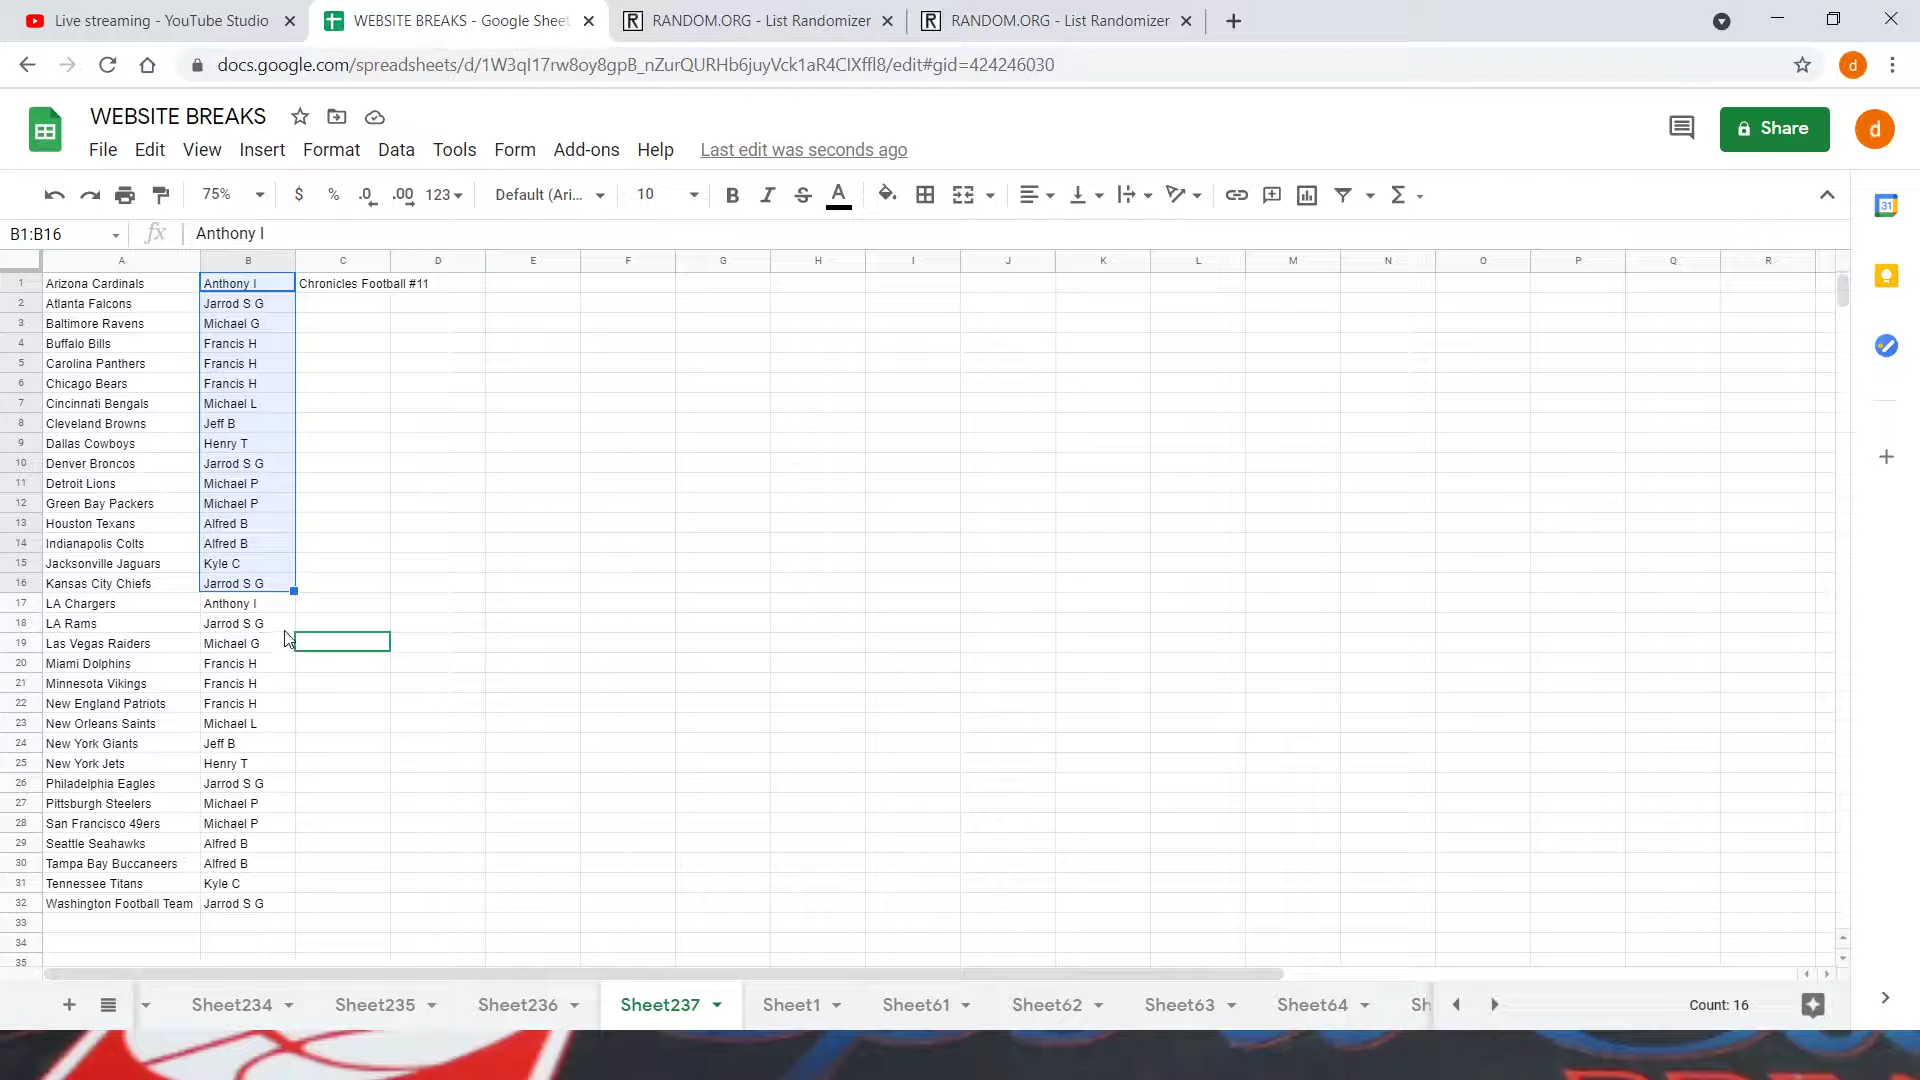 Live streaming - YouTube Studio
WEBSITE BREAKS - Google Sheet
RANDOM.ORG - List Randomizer
RANDOM.ORG - List Randomizer
docs.google.com/spreadsheets/d/1W3qI17rw8oy8gpB_nZurQURHb6juyVck1aR4ClXffl8/edit#gid=424246030
d
WEBSITE BREAKS
Share
d
File Edit View Insert Format Data Tools Form Add-ons Help Last edit was seconds ago
75% $ % .0 .00 123 Default (Ari... 10 B I S A
31
B1:B16 fx Anthony I
A B C D E F G H I J K L M N O P Q R
1 Arizona Cardinals Anthony I Chronicles Football #11
2 Atlanta Falcons Jarrod S G
3 Baltimore Ravens Michael G
4 Buffalo Bills Francis H
5 Carolina Panthers Francis H
6 Chicago Bears Francis H
7 Cincinnati Bengals Michael L
8 Cleveland Browns Jeff B
9 Dallas Cowboys Henry T
10 Denver Broncos Jarrod S G
11 Detroit Lions Michael P
12 Green Bay Packers Michael P
13 Houston Texans Alfred B
14 Indianapolis Colts Alfred B
15 Jacksonville Jaguars Kyle C
16 Kansas City Chiefs Jarrod S G
17 LA Chargers Anthony I
18 LA Rams Jarrod S G
19 Las Vegas Raiders Michael G
20 Miami Dolphins Francis H
21 Minnesota Vikings Francis H
22 New England Patriots Francis H
23 New Orleans Saints Michael L
24 New York Giants Jeff B
25 New York Jets Henry T
26 Philadelphia Eagles Jarrod S G
27 Pittsburgh Steelers Michael P
28 San Francisco 49ers Michael P
29 Seattle Seahawks Alfred B
30 Tampa Bay Buccaneers Alfred B
31 Tennessee Titans Kyle C
32 Washington Football Team Jarrod S G
33
34
35
Sheet234 Sheet235 Sheet236 Sheet237 Sheet1 Sheet61 Sheet62 Sheet63 Sheet64 Sh Count: 16